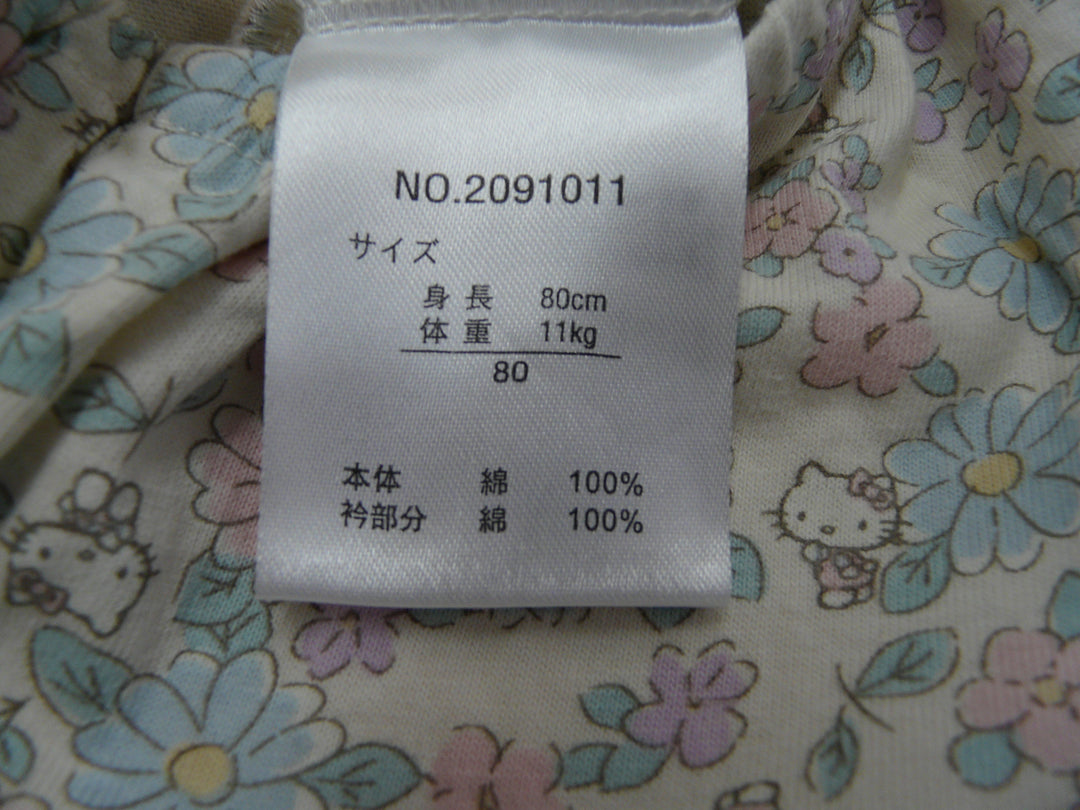 NO.2091011
サイズ
身長 80cm
体重 11kg
80
本体 綿 100%
衿部分 綿 100%